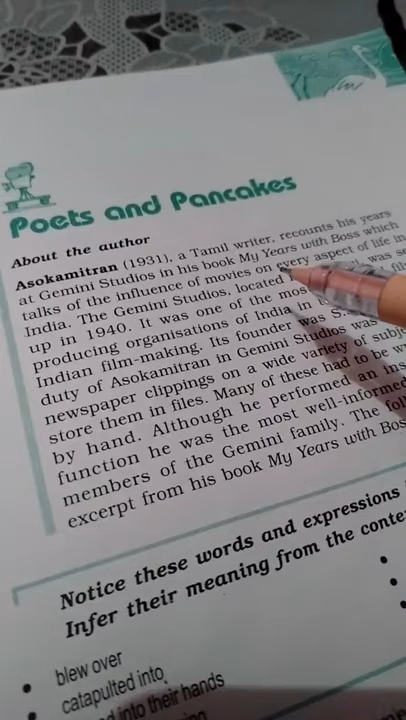 Poets and Pancakes
About the author
Asokamitran (1931), a Tamil writer, recounts his years
at Gemini Studios in his book My Years with Boss which
talks of the influence of movies on every aspect of life in
India. The Gemini Studios, located
up in 1940. It was one of the
producing organisations of India in
Indian film-making. Its founder was S.
duty of Asokamitran in Gemini Studios was
newspaper clippings on a wide variety of
store them in files. Many of these had to be
by hand. Although he performed an
function he was the most well-informed
members of the Gemini family. The
excerpt from his book My Years with
Notice these words and expressions
Infer their meaning from the
• blew over
• catapulted into
into their hands